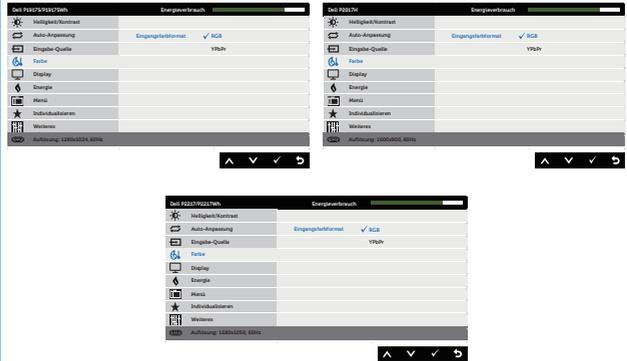 Dell P1917S/P1917SWh Energieverbrauch
Helligkeit/Kontrast
Auto-Anpassung Eingangsfarbformat ✓ RGB
Eingabe-Quelle YPbPr
Farbe
Display
Energie
Menü
Individualisieren
Weiteres
Auflösung: 1280x1024, 60Hz
Dell P2017H Energieverbrauch
Helligkeit/Kontrast
Auto-Anpassung Eingangsfarbformat ✓ RGB
Eingabe-Quelle YPbPr
Farbe
Display
Energie
Menü
Individualisieren
Weiteres
Auflösung: 1600x900, 60Hz
Dell P2217/P2217Wh Energieverbrauch
Helligkeit/Kontrast
Auto-Anpassung Eingangsfarbformat ✓ RGB
Eingabe-Quelle YPbPr
Farbe
Display
Energie
Menü
Individualisieren
Weiteres
Auflösung: 1680x1050, 60Hz